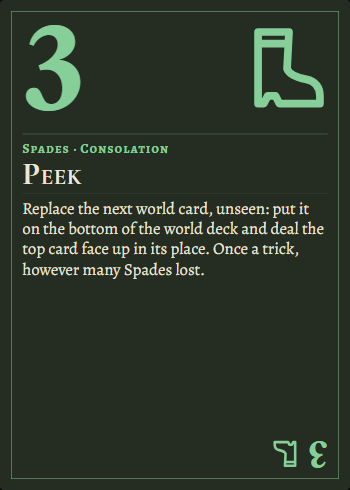 3
Spades · Consolation
Peek
Replace the next world card, unseen: put it
on the bottom of the world deck and deal the
top card face up in its place. Once a trick,
however many Spades lost.
3